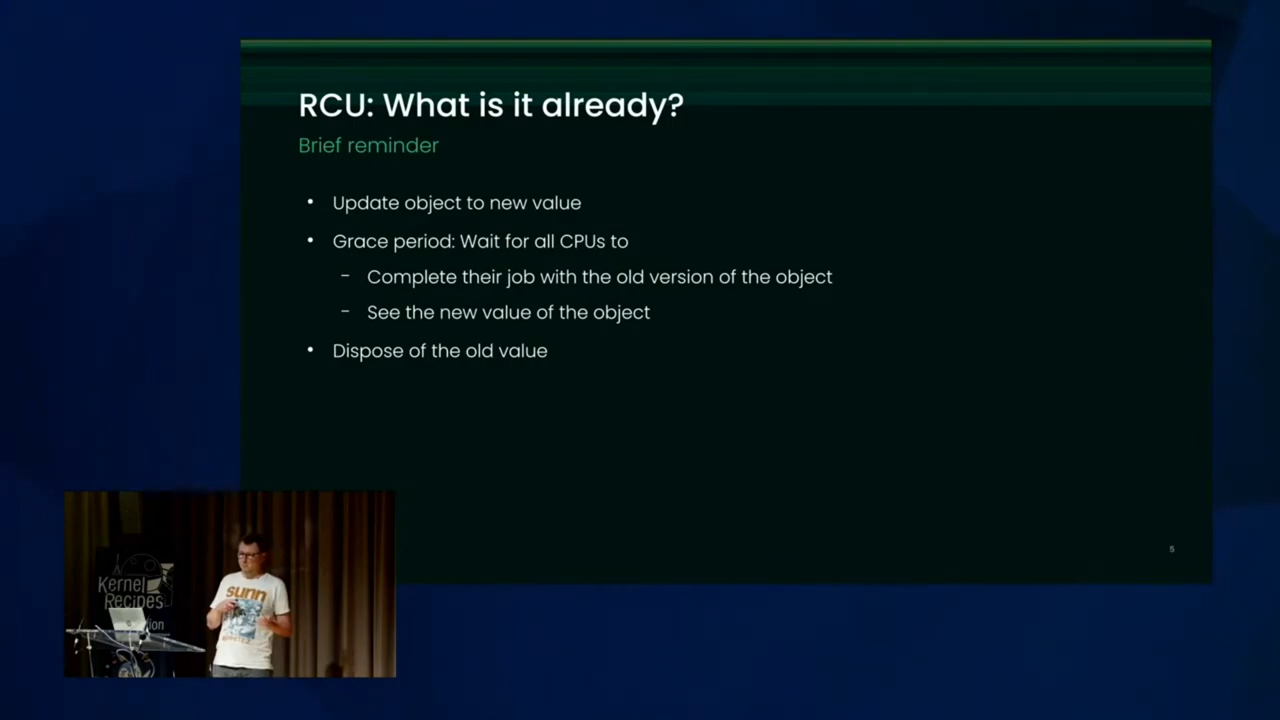 RCU: What is it already?
Brief reminder
• Update object to new value
• Grace period: Wait for all CPUs to
– Complete their job with the old version of the object
– See the new value of the object
• Dispose of the old value
5
Kernel
Recipes
sunn